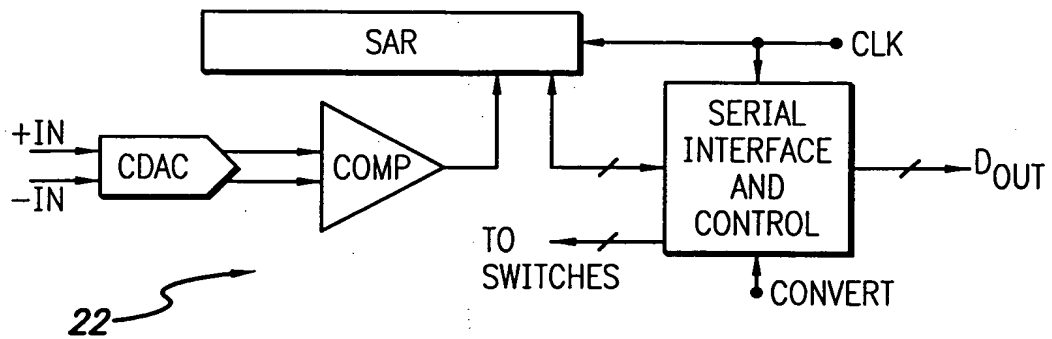 SAR
CLK
+IN
-IN
CDAC
COMP
SERIAL
INTERFACE
AND
CONTROL
DOUT
TO
SWITCHES
CONVERT
22